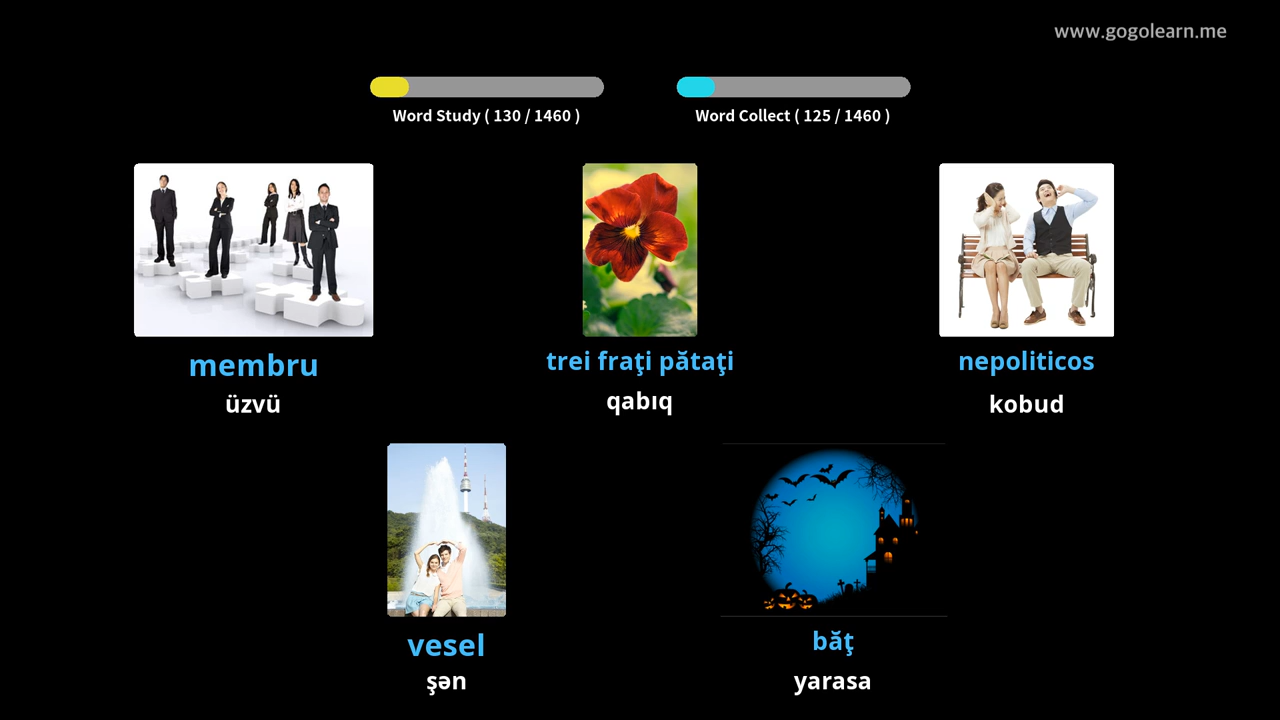 www.gogolearn.me
Word Study ( 130 / 1460 )
Word Collect ( 125 / 1460 )
membru
trei fraţi pătaţi
nepoliticos
üzvü
qabıq
kobud
vesel
băţ
şən
yarasa